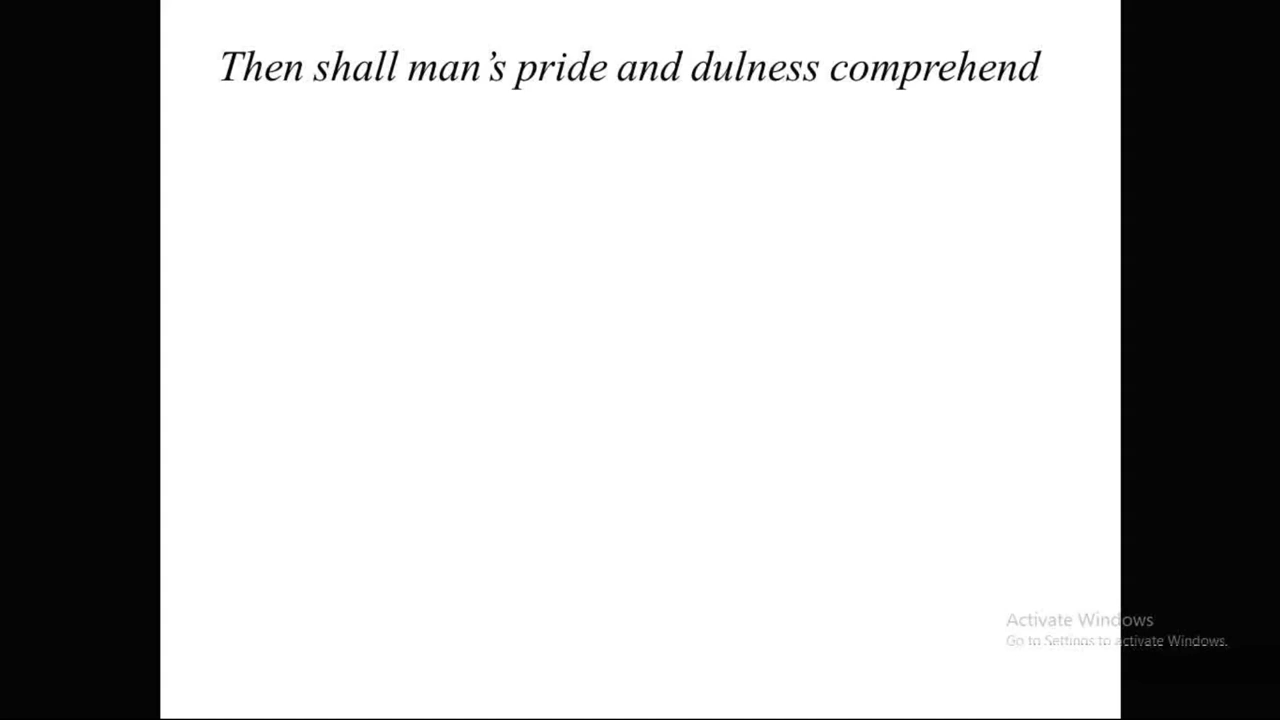 Then shall man’s pride and dulness comprehend
Activate Windows
Go to Settings to activate Windows.